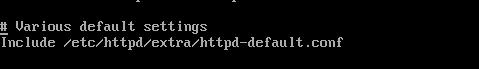 # Various default settings
Include /etc/httpd/extra/httpd-default.conf